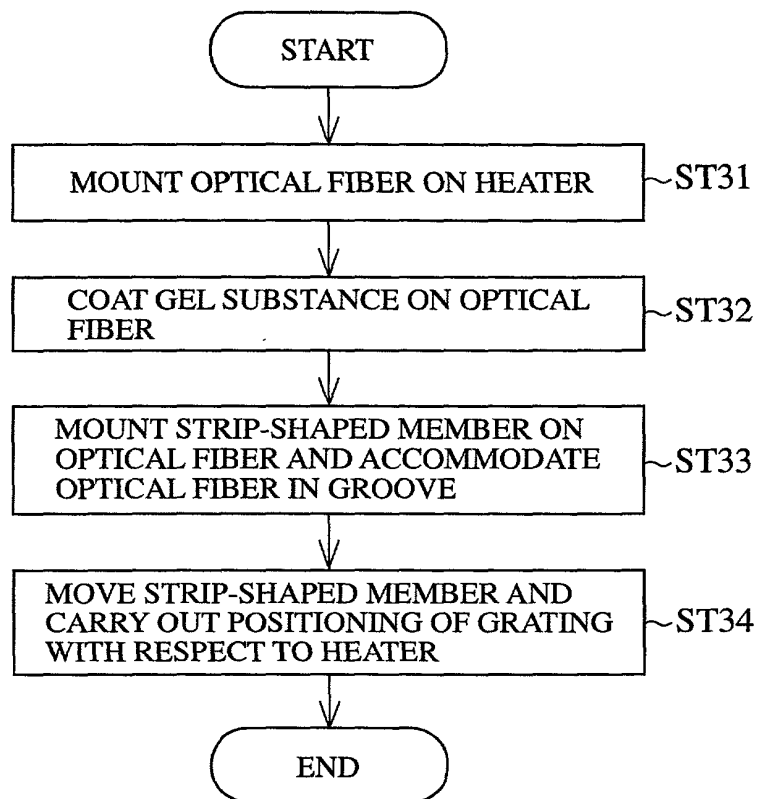 START
MOUNT OPTICAL FIBER ON HEATER
~ST31
COAT GEL SUBSTANCE ON OPTICAL
FIBER
~ST32
MOUNT STRIP-SHAPED MEMBER ON
OPTICAL FIBER AND ACCOMMODATE
OPTICAL FIBER IN GROOVE
~ST33
MOVE STRIP-SHAPED MEMBER AND
CARRY OUT POSITIONING OF GRATING
WITH RESPECT TO HEATER
~ST34
END